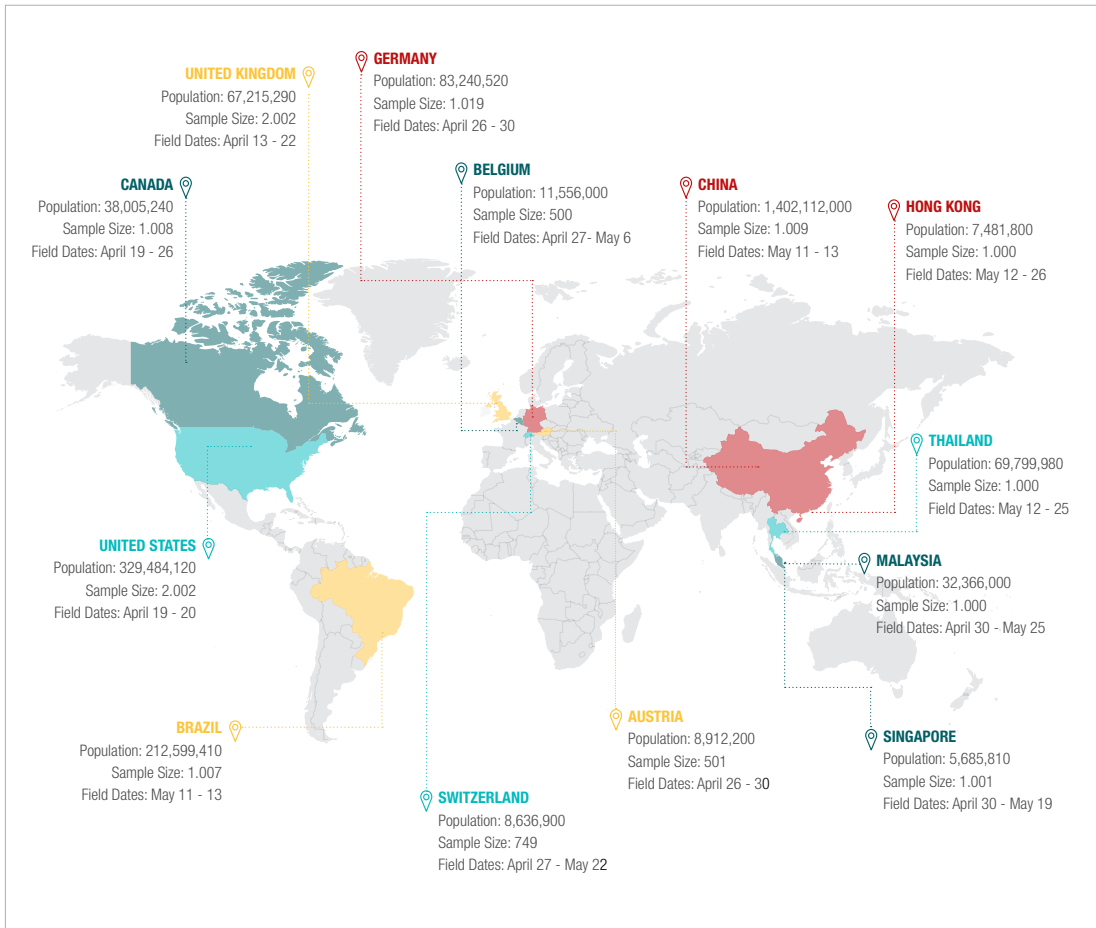 GERMANY
Population: 83,240,520
Sample Size: 1.019
Field Dates: April 26 - 30
UNITED KINGDOM
Population: 67,215,290
Sample Size: 2.002
Field Dates: April 13 - 22
CANADA
Population: 38,005,240
Sample Size: 1.008
Field Dates: April 19 - 26
BELGIUM
Population: 11,556,000
Sample Size: 500
Field Dates: April 27- May 6
CHINA
Population: 1,402,112,000
Sample Size: 1.009
Field Dates: May 11 - 13
HONG KONG
Population: 7,481,800
Sample Size: 1.000
Field Dates: May 12 - 26
THAILAND
Population: 69,799,980
Sample Size: 1.000
Field Dates: May 12 - 25
UNITED STATES
Population: 329,484,120
Sample Size: 2.002
Field Dates: April 19 - 20
MALAYSIA
Population: 32,366,000
Sample Size: 1.000
Field Dates: April 30 - May 25
BRAZIL
Population: 212,599,410
Sample Size: 1.007
Field Dates: May 11 - 13
AUSTRIA
Population: 8,912,200
Sample Size: 501
Field Dates: April 26 - 30
SINGAPORE
Population: 5,685,810
Sample Size: 1.001
Field Dates: April 30 - May 19
SWITZERLAND
Population: 8,636,900
Sample Size: 749
Field Dates: April 27 - May 22